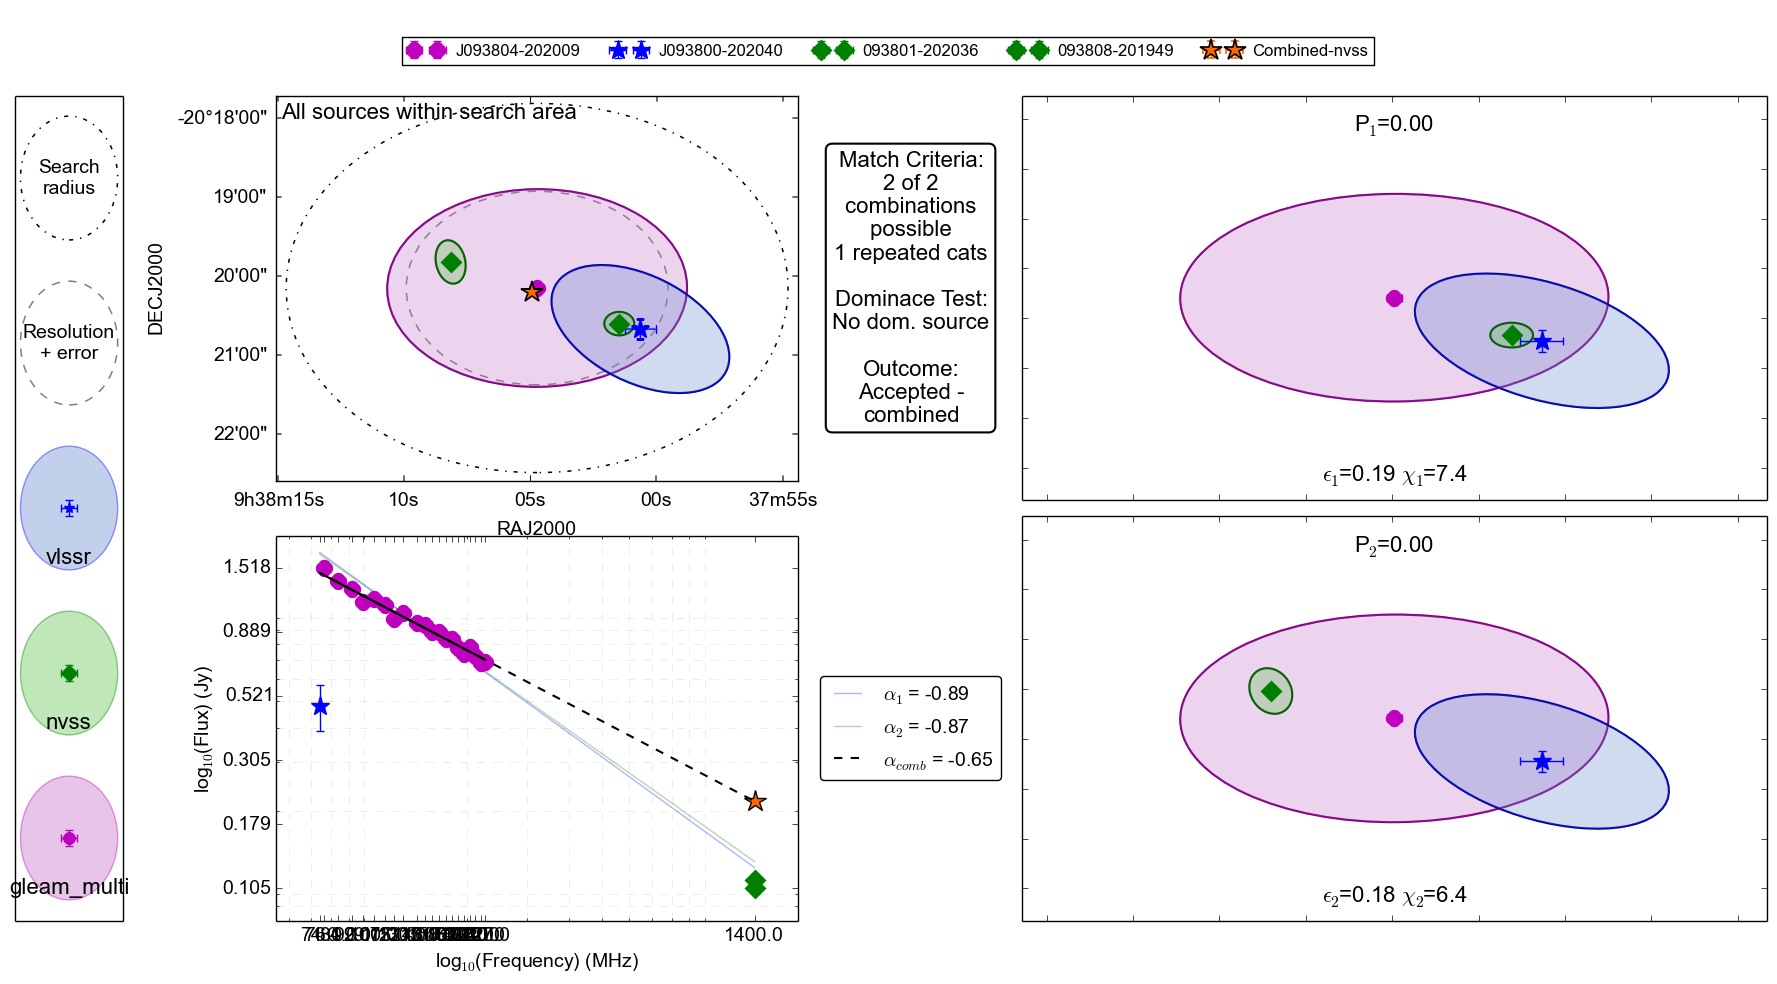 J093804-202009 J093800-202040 093801-202036 093808-201949 Combined-nvss
Search
radius
Resolution
+ error
vlssr
nvss
gleam_multi
All sources within search area
-20°18'00"
19'00"
20'00"
21'00"
22'00"
DECJ2000
9h38m15s 10s 05s 00s 37m55s
RAJ2000
Match Criteria:
2 of 2
combinations
possible
1 repeated cats
Dominace Test:
No dom. source
Outcome:
Accepted -
combined
P1=0.00
ϵ1=0.19 χ1=7.4
P2=0.00
ϵ2=0.18 χ2=6.4
1.518
0.889
0.521
0.305
0.179
0.105
log10(Flux) (Jy)
1400.0
log10(Frequency) (MHz)
α1 = -0.89
α2 = -0.87
αcomb = -0.65